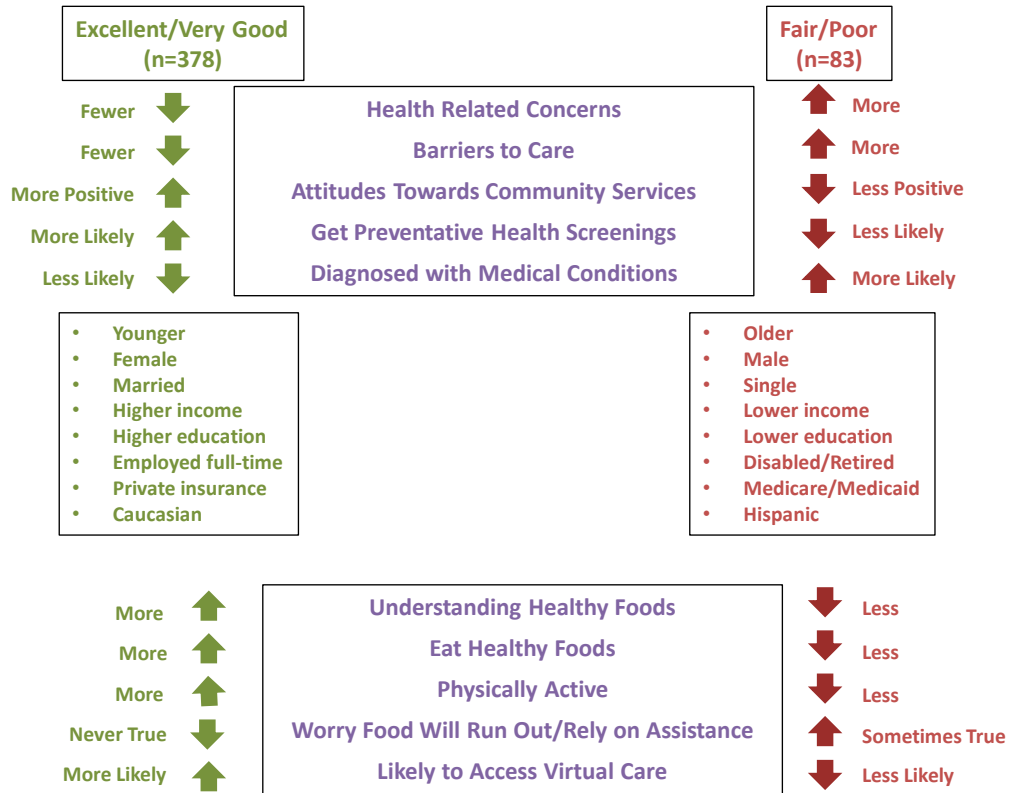 Excellent/Very Good
(n=378)
Fair/Poor
(n=83)
Fewer
Health Related Concerns
More
Fewer
Barriers to Care
More
More Positive
Attitudes Towards Community Services
Less Positive
More Likely
Get Preventative Health Screenings
Less Likely
Less Likely
Diagnosed with Medical Conditions
More Likely
• Younger
• Female
• Married
• Higher income
• Higher education
• Employed full-time
• Private insurance
• Caucasian
• Older
• Male
• Single
• Lower income
• Lower education
• Disabled/Retired
• Medicare/Medicaid
• Hispanic
More
Understanding Healthy Foods
Less
More
Eat Healthy Foods
Less
More
Physically Active
Less
Never True
Worry Food Will Run Out/Rely on Assistance
Sometimes True
More Likely
Likely to Access Virtual Care
Less Likely